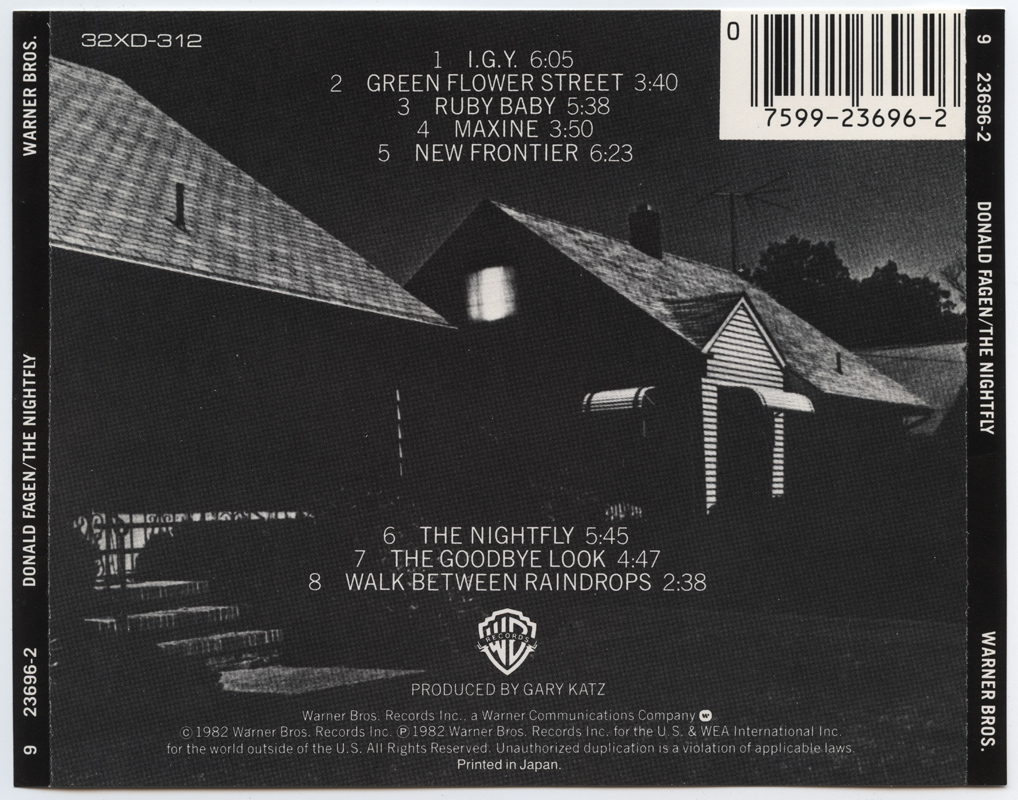 32XD-312
1 I.G.Y. 6:05
2 GREEN FLOWER STREET 3:40
3 RUBY BABY 5:38
4 MAXINE 3:50
5 NEW FRONTIER 6:23
0
7599-23696-2
6 THE NIGHTFLY 5:45
7 THE GOODBYE LOOK 4:47
8 WALK BETWEEN RAINDROPS 2:38
WB
RECORDS
PRODUCED BY GARY KATZ
Warner Bros. Records Inc., a Warner Communications Company
©1982 Warner Bros. Records Inc. ℗1982 Warner Bros. Records Inc. for the U.S. & WEA International Inc.
for the world outside of the U.S. All Rights Reserved. Unauthorized duplication is a violation of applicable laws.
Printed in Japan.
9 23696-2 DONALD FAGEN/THE NIGHTFLY WARNER BROS.
9 23696-2 DONALD FAGEN/THE NIGHTFLY WARNER BROS.